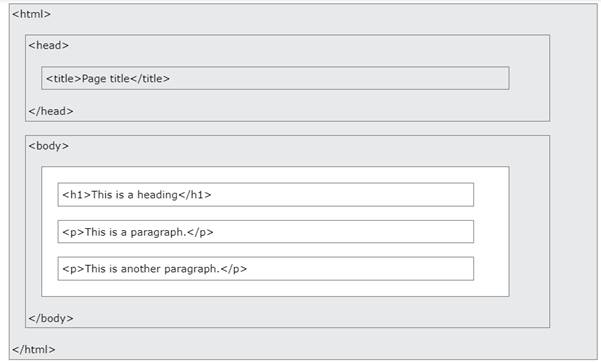 <html>
<head>
<title>Page title</title>
</head>
<body>
<h1>This is a heading</h1>
<p>This is a paragraph.</p>
<p>This is another paragraph.</p>
</body>
</html>